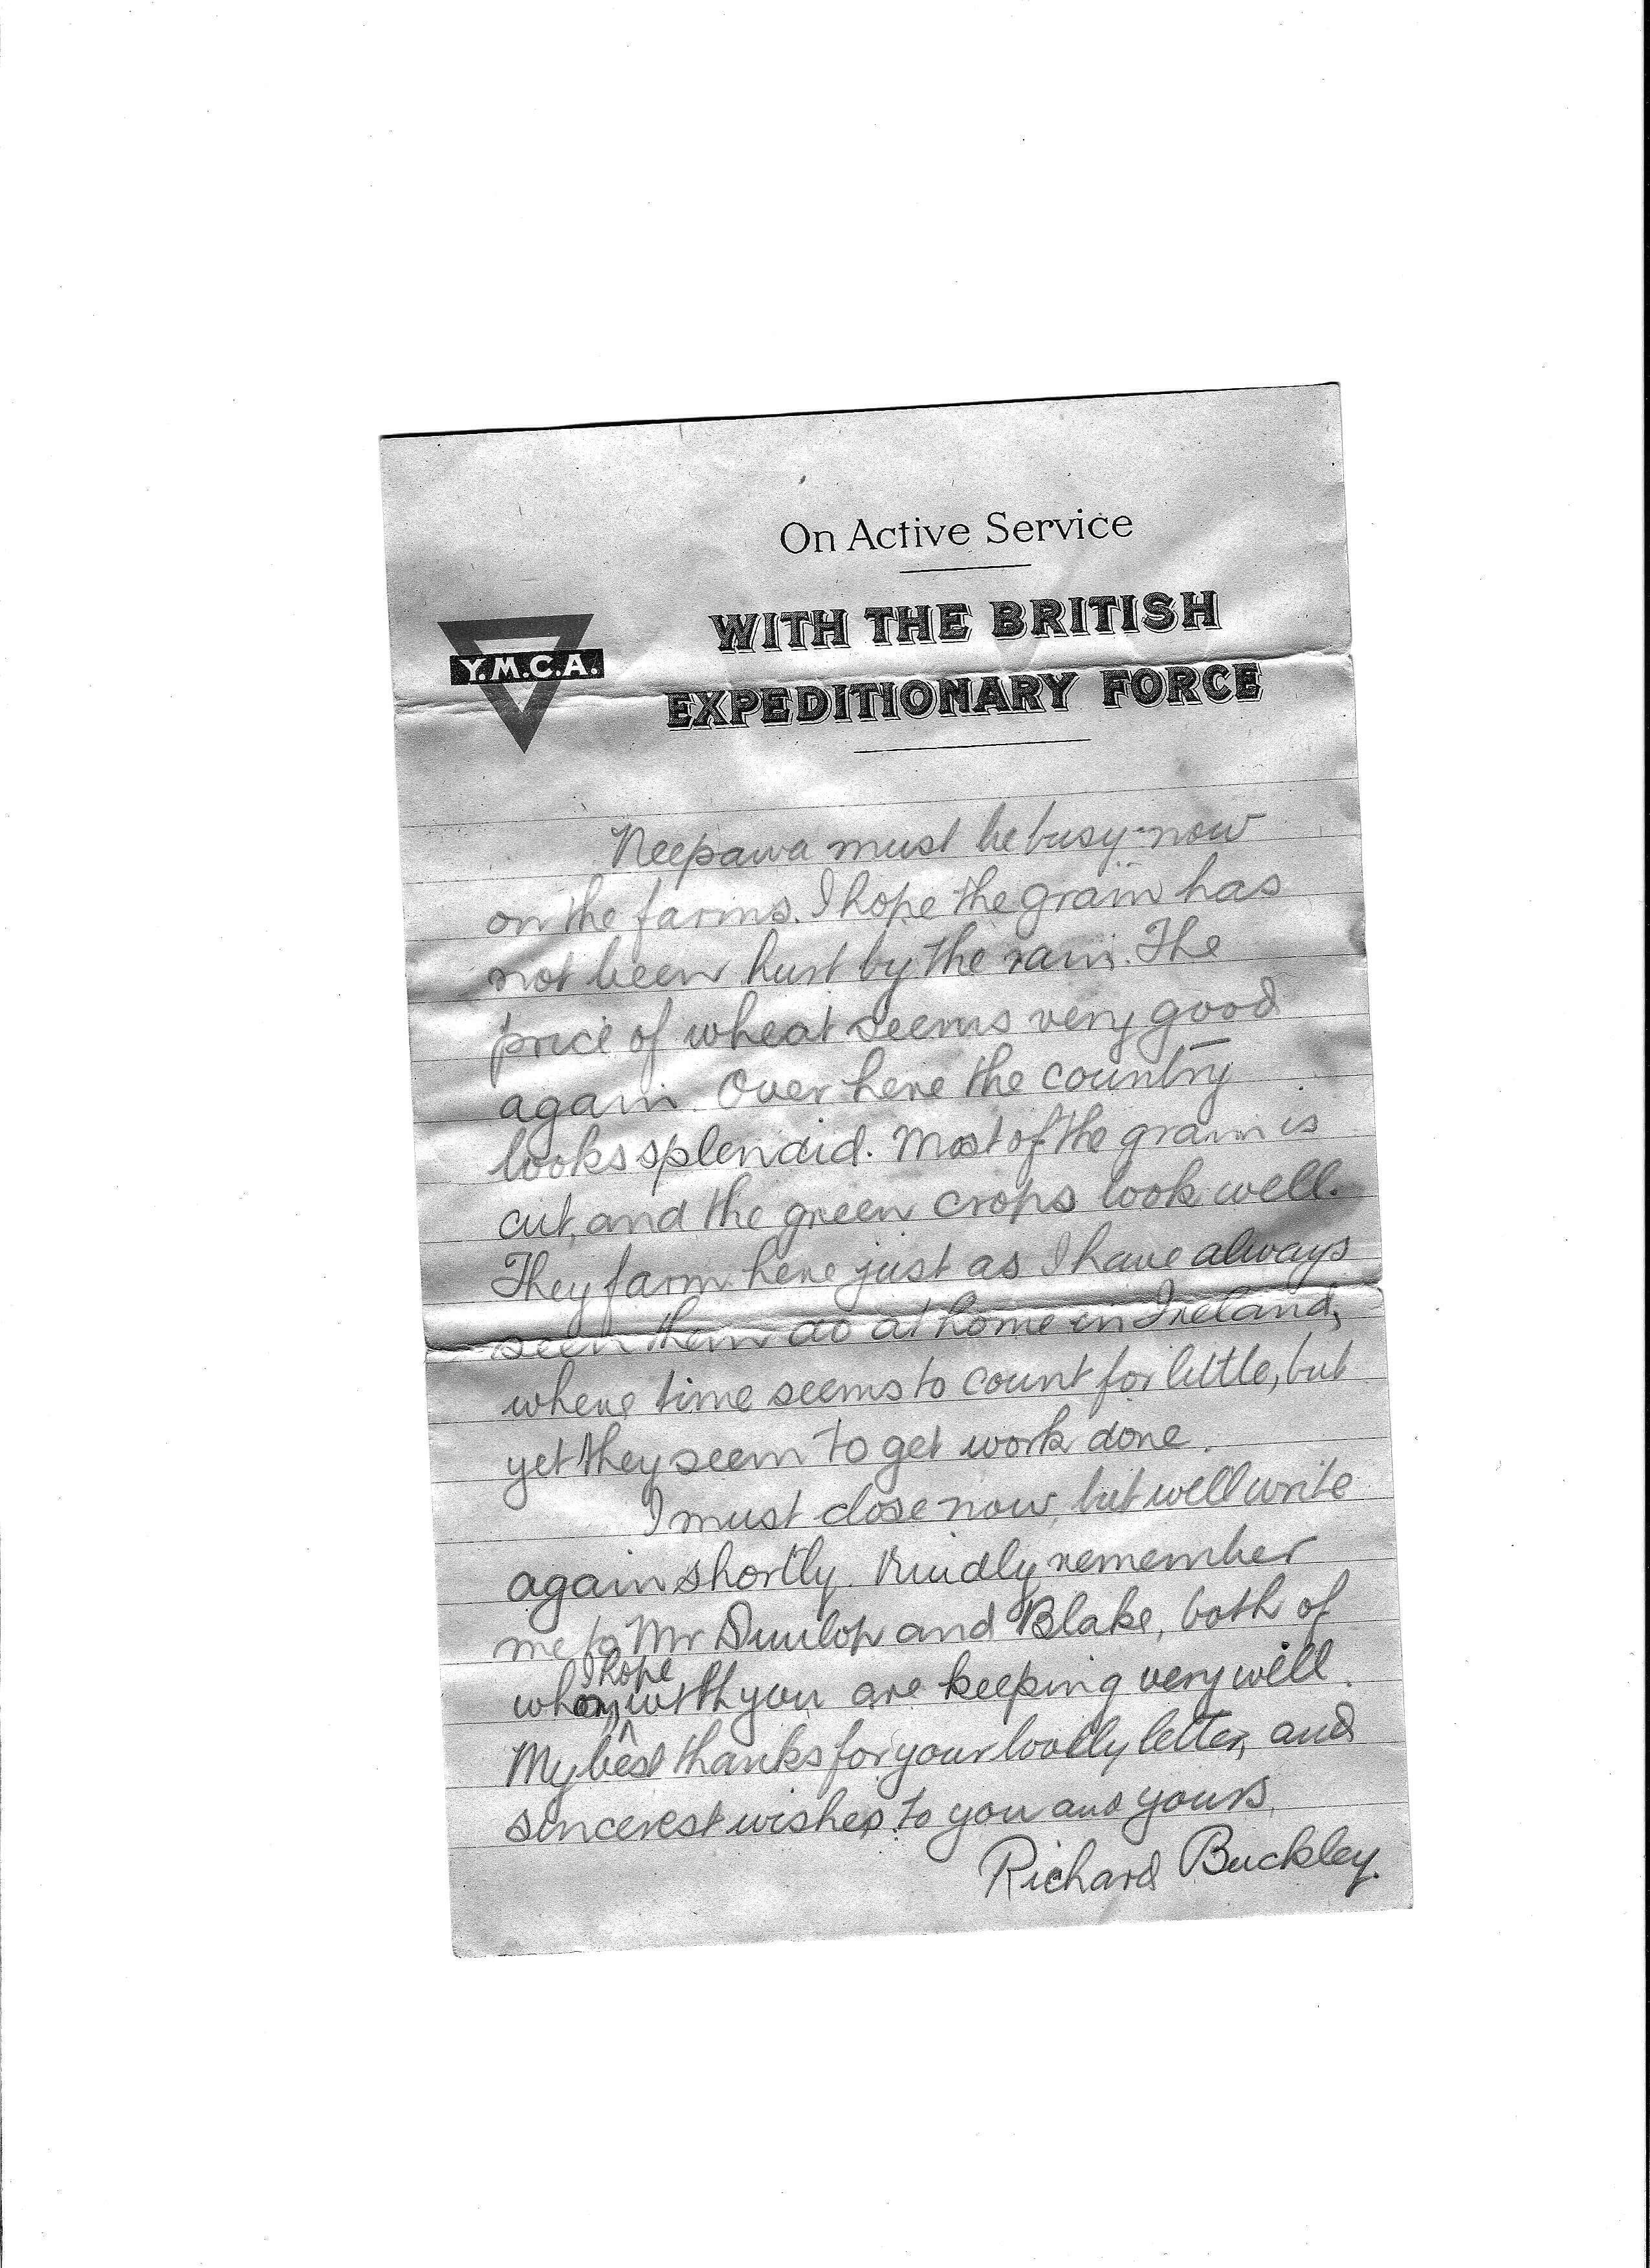 On Active Service
WITH THE BRITISH
Y.M.C.A.
EXPEDITIONARY FORCE
Neepawa must be busy now
on the farms. I hope the grain has
not been hurt by the rain. The
price of wheat seems very good
again. Over here the country
looks splendid. Most of the grain is
cut, and the green crops look well.
They farm here just as I have always
seen them do at home in Ireland,
where time seems to count for little, but
yet they seem to get work done.
I must close now, but will write
again shortly. Kindly remember
me to Mr Dunlop and Blake, both of
I hope
whom with you are keeping very well.
My best thanks for your letter, and
sincerest wishes to you and yours,
Richard Buckley.